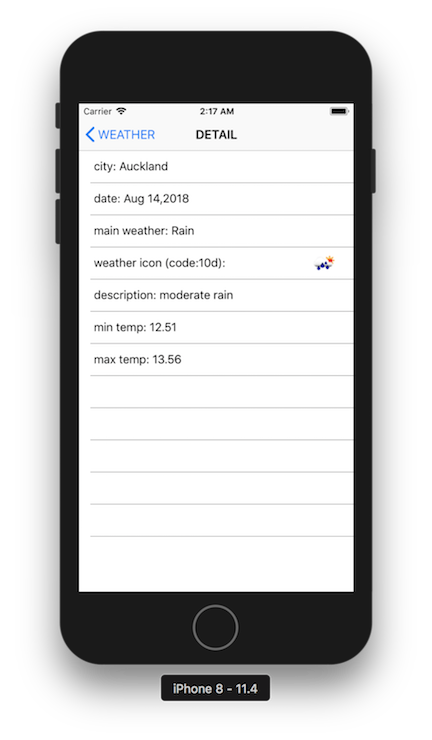 Carrier 2:17 AM
WEATHER DETAIL
city: Auckland
date: Aug 14,2018
main weather: Rain
weather icon (code:10d):
description: moderate rain
min temp: 12.51
max temp: 13.56
iPhone 8 - 11.4